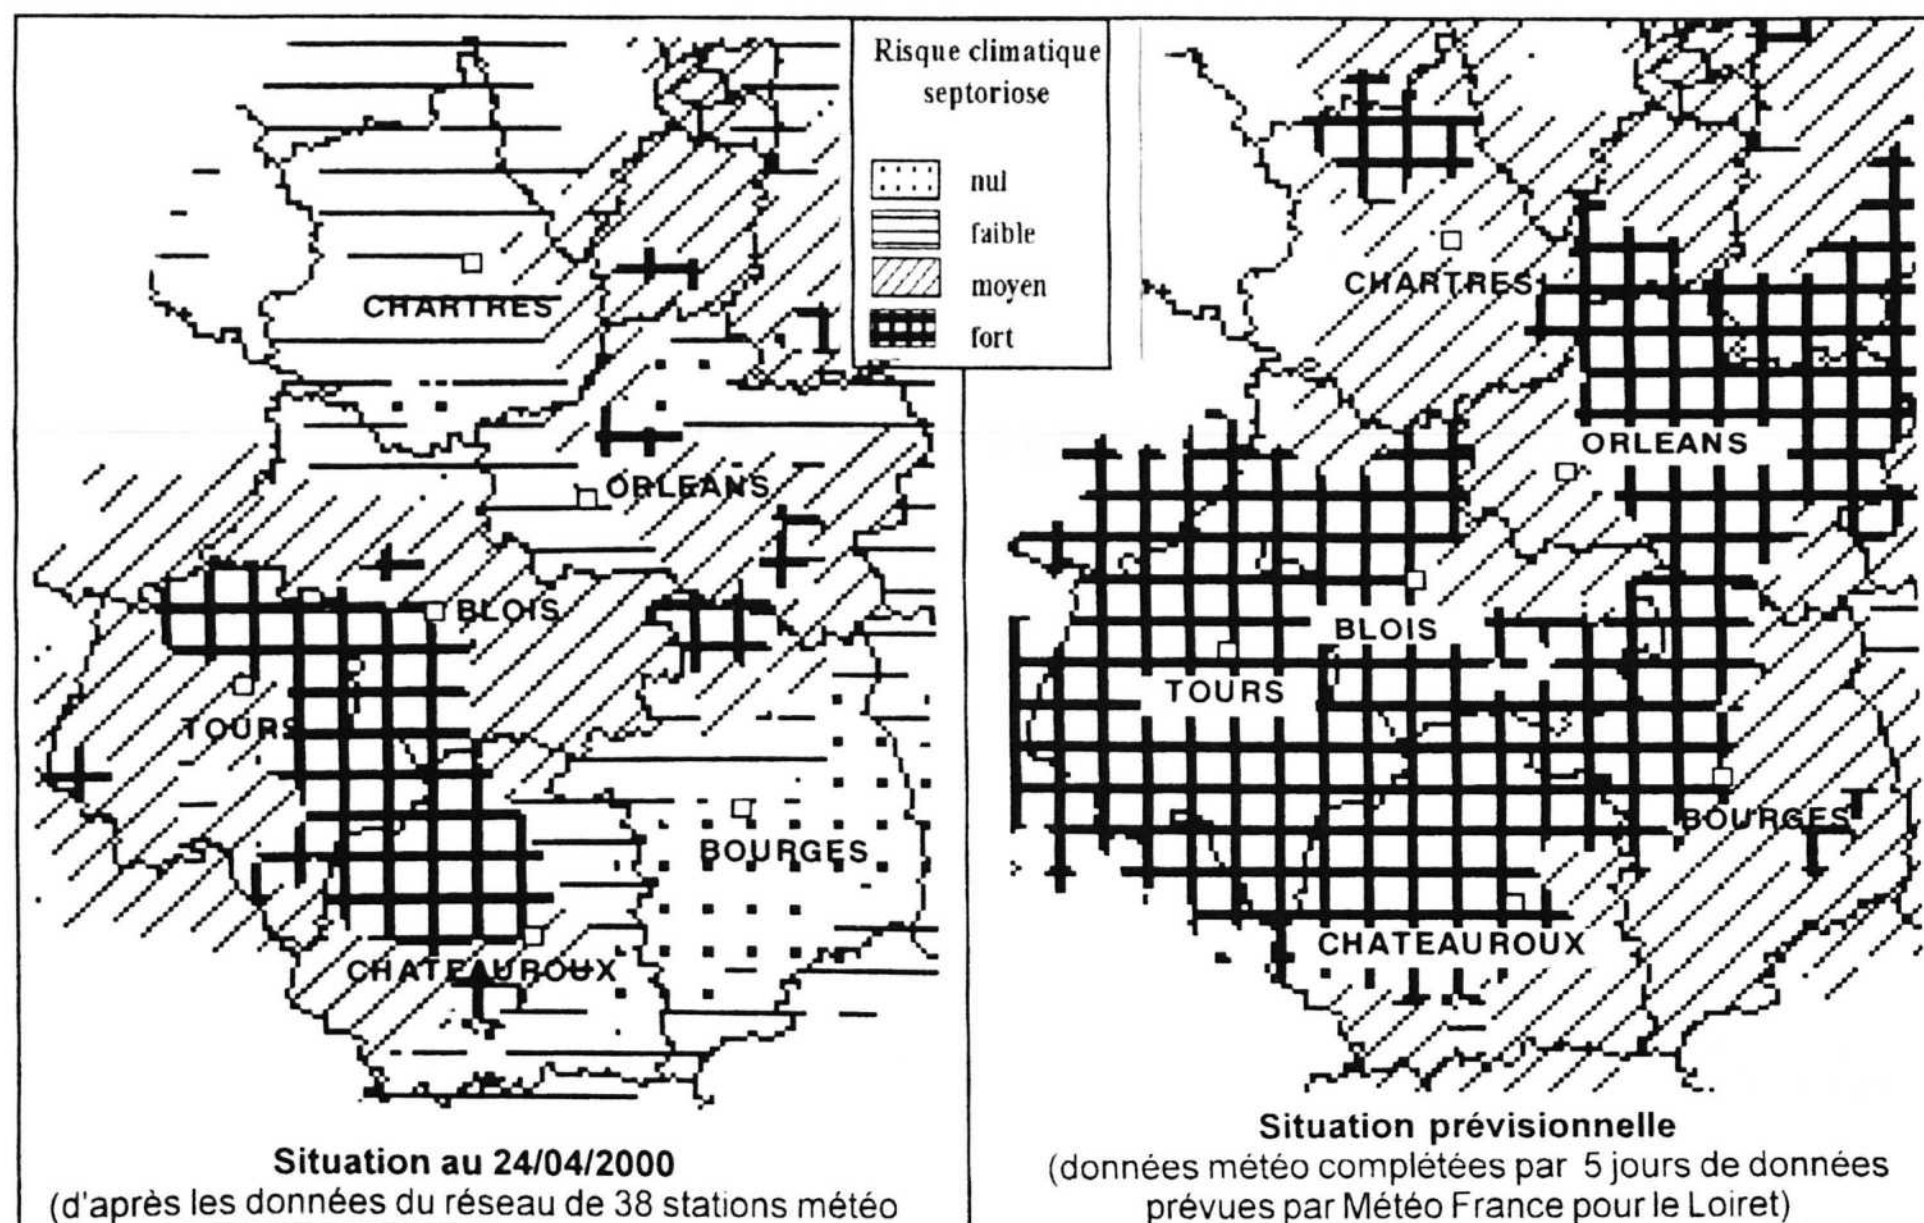 Risque climatique
septoriose
nul
faible
moyen
fort
CHARTRES
ORLEANS
BLOIS
TOURS
BOURGES
CHATEAUROUX
Situation au 24/04/2000
(d'après les données du réseau de 38 stations météo
CHARTRES
ORLEANS
BLOIS
TOURS
BOURGES
CHATEAUROUX
Situation prévisionnelle
(données météo complétées par 5 jours de données
prévues par Météo France pour le Loiret)